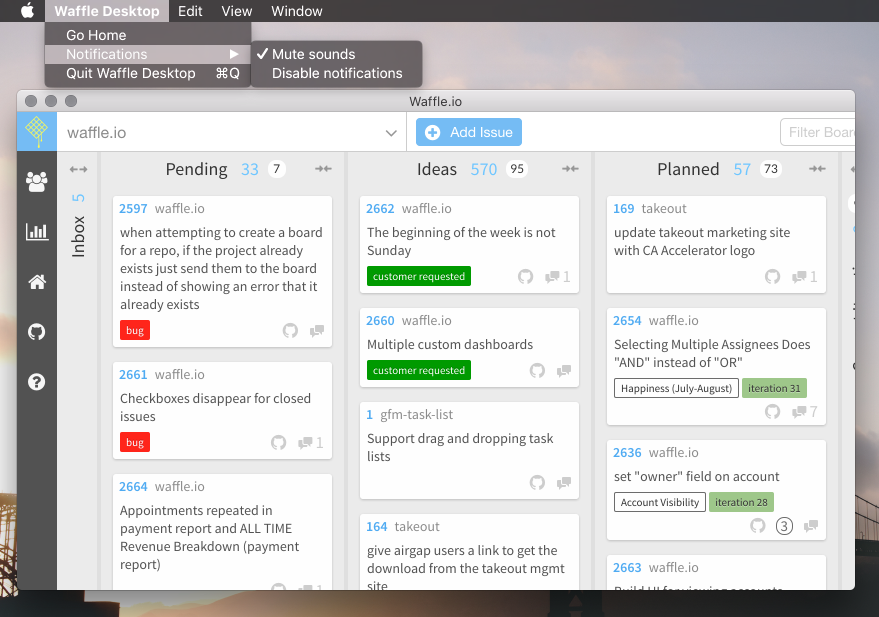 Waffle Desktop Edit View Window
Go Home
Notifications
Quit Waffle Desktop ⌘Q
✓ Mute sounds
Disable notifications
Waffle.io
waffle.io
Add Issue
Filter Boar
5
Inbox
Pending 33 7
2597 waffle.io
when attempting to create a board
for a repo, if the project already
exists just send them to the board
instead of showing an error that it
already exists
bug
2661 waffle.io
Checkboxes disappear for closed
issues
bug
1
2664 waffle.io
Appointments repeated in
payment report and ALL TIME
Revenue Breakdown (payment
report)
1
Ideas 570 95
2662 waffle.io
The beginning of the week is not
Sunday
customer requested
1
2660 waffle.io
Multiple custom dashboards
customer requested
1 gfm-task-list
Support drag and dropping task
lists
164 takeout
give airgap users a link to get the
download from the takeout mgmt
site
Planned 57 73
169 takeout
update takeout marketing site
with CA Accelerator logo
1
2654 waffle.io
Selecting Multiple Assignees Does
"AND" instead of "OR"
Happiness (July-August) iteration 31
7
2636 waffle.io
set "owner" field on account
Account Visibility iteration 28
3
2663 waffle.io
Build UI for viewing accounts